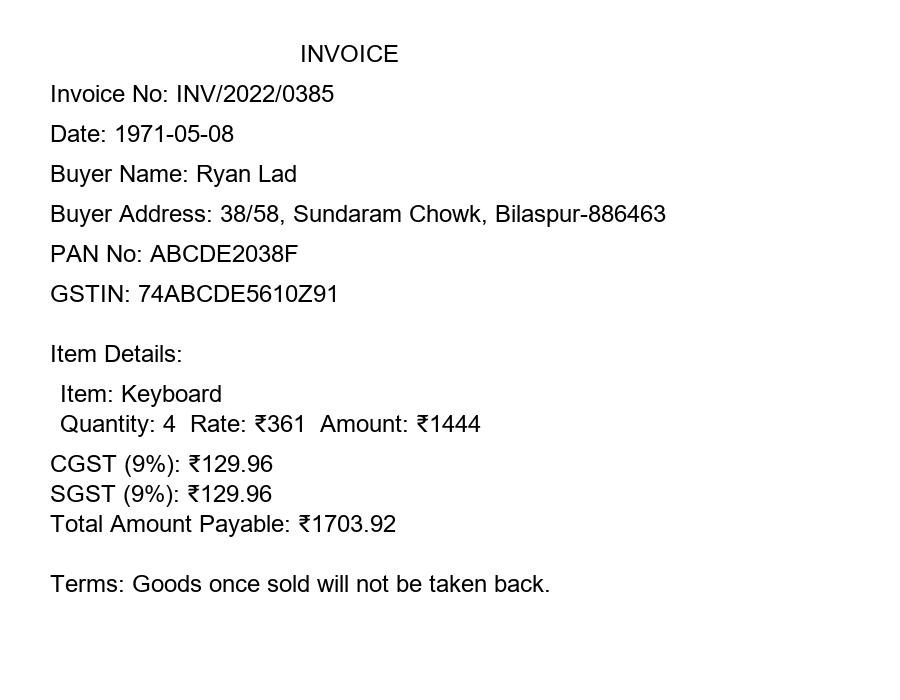 INVOICE
Invoice No: INV/2022/0385
Date: 1971-05-08
Buyer Name: Ryan Lad
Buyer Address: 38/58, Sundaram Chowk, Bilaspur-886463
PAN No: ABCDE2038F
GSTIN: 74ABCDE5610Z91
Item Details:
Item: Keyboard
Quantity: 4  Rate: ₹361  Amount: ₹1444
CGST (9%): ₹129.96
SGST (9%): ₹129.96
Total Amount Payable: ₹1703.92
Terms: Goods once sold will not be taken back.